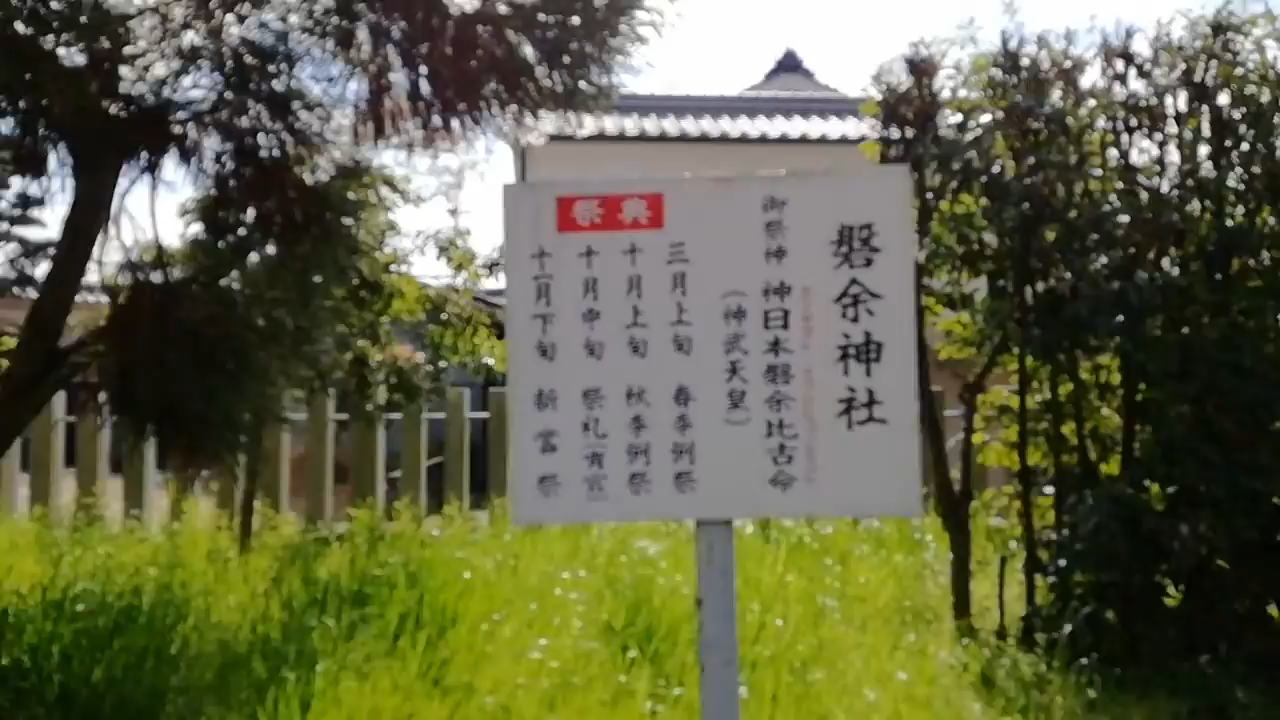 磐余神社
御祭神 神日本磐余比古命
(神武天皇)
祭典
三月上旬 春季例祭
十月上旬 秋季例祭
十月中旬 祭礼(宵宮)
十一月下旬 新嘗祭